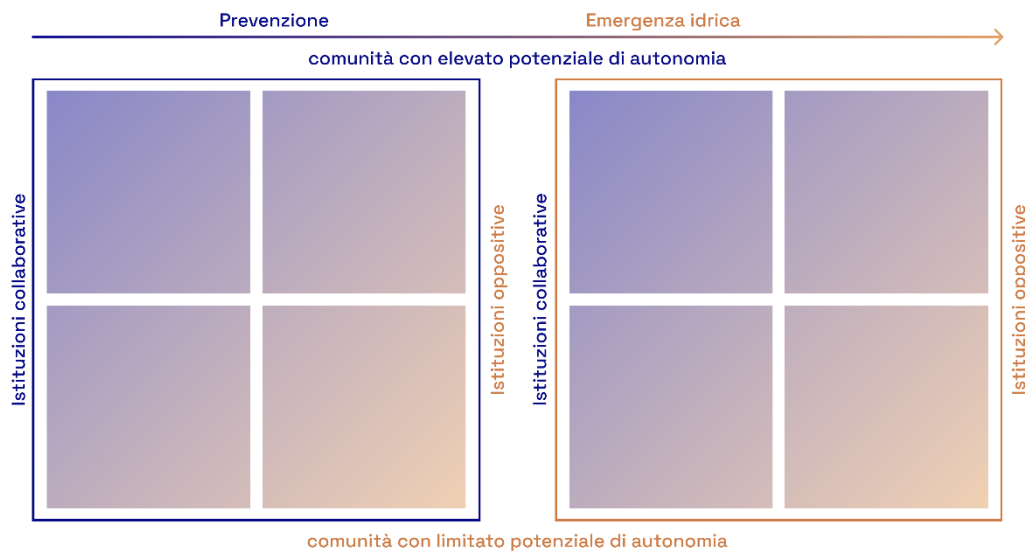 Prevenzione
Emergenza idrica
comunità con elevato potenziale di autonomia
Istituzioni collaborative
Istituzioni oppositive
Istituzioni collaborative
Istituzioni oppositive
comunità con limitato potenziale di autonomia